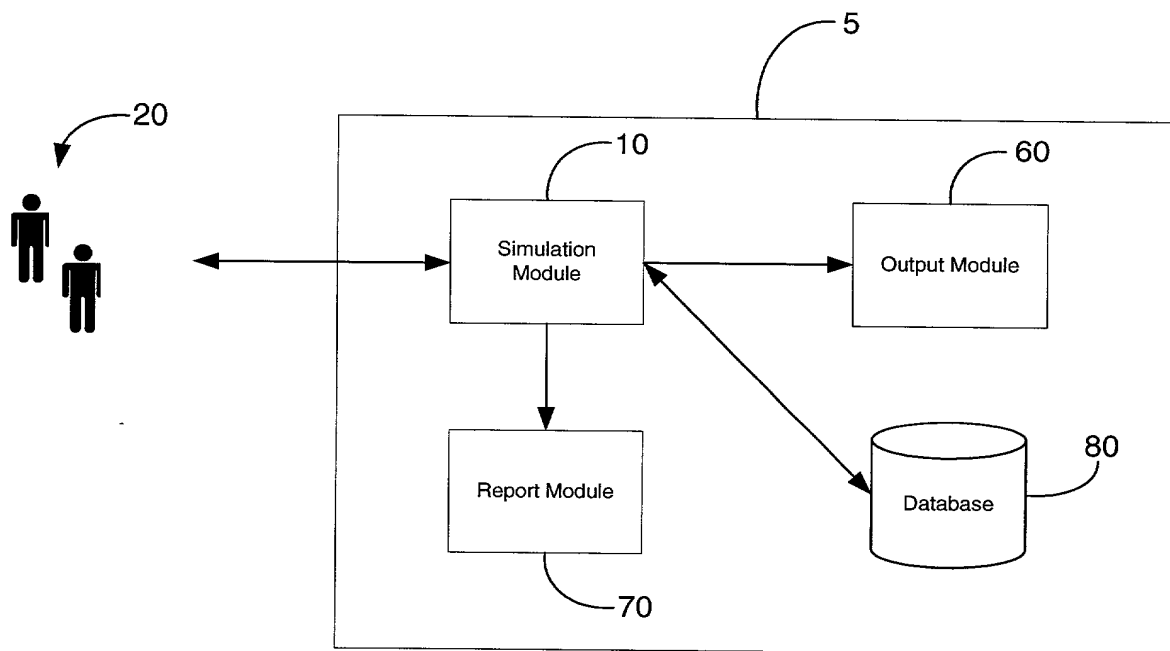 5
20
10
60
Simulation
Module
Output Module
Report Module
Database
80
70